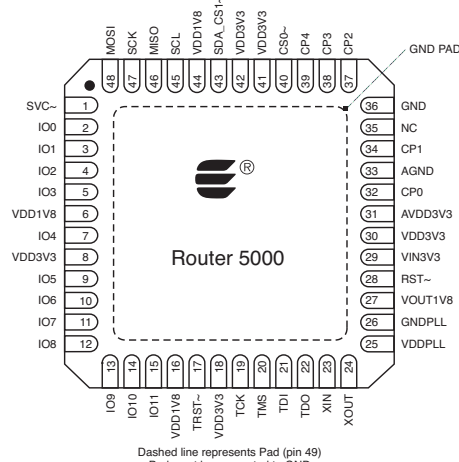 MOSI
SCK
MISO
SCL
VDD1V8
SDA_CS1~
VDD3V3
VDD3V3
CS0~
CP4
CP3
CP2
GND PAD
48
47
46
45
44
43
42
41
40
39
38
37
SVC~ 1
IO0 2
IO1 3
IO2 4
IO3 5
VDD1V8 6
IO4 7
VDD3V3 8
IO5 9
IO6 10
IO7 11
IO8 12
®
Router 5000
36 GND
35 NC
34 CP1
33 AGND
32 CP0
31 AVDD3V3
30 VDD3V3
29 VIN3V3
28 RST~
27 VOUT1V8
26 GNDPLL
25 VDDPLL
13
14
15
16
17
18
19
20
21
22
23
24
IO9
IO10
IO11
VDD1V8
TRST~
VDD3V3
TCK
TMS
TDI
TDO
XIN
XOUT
Dashed line represents Pad (pin 49)